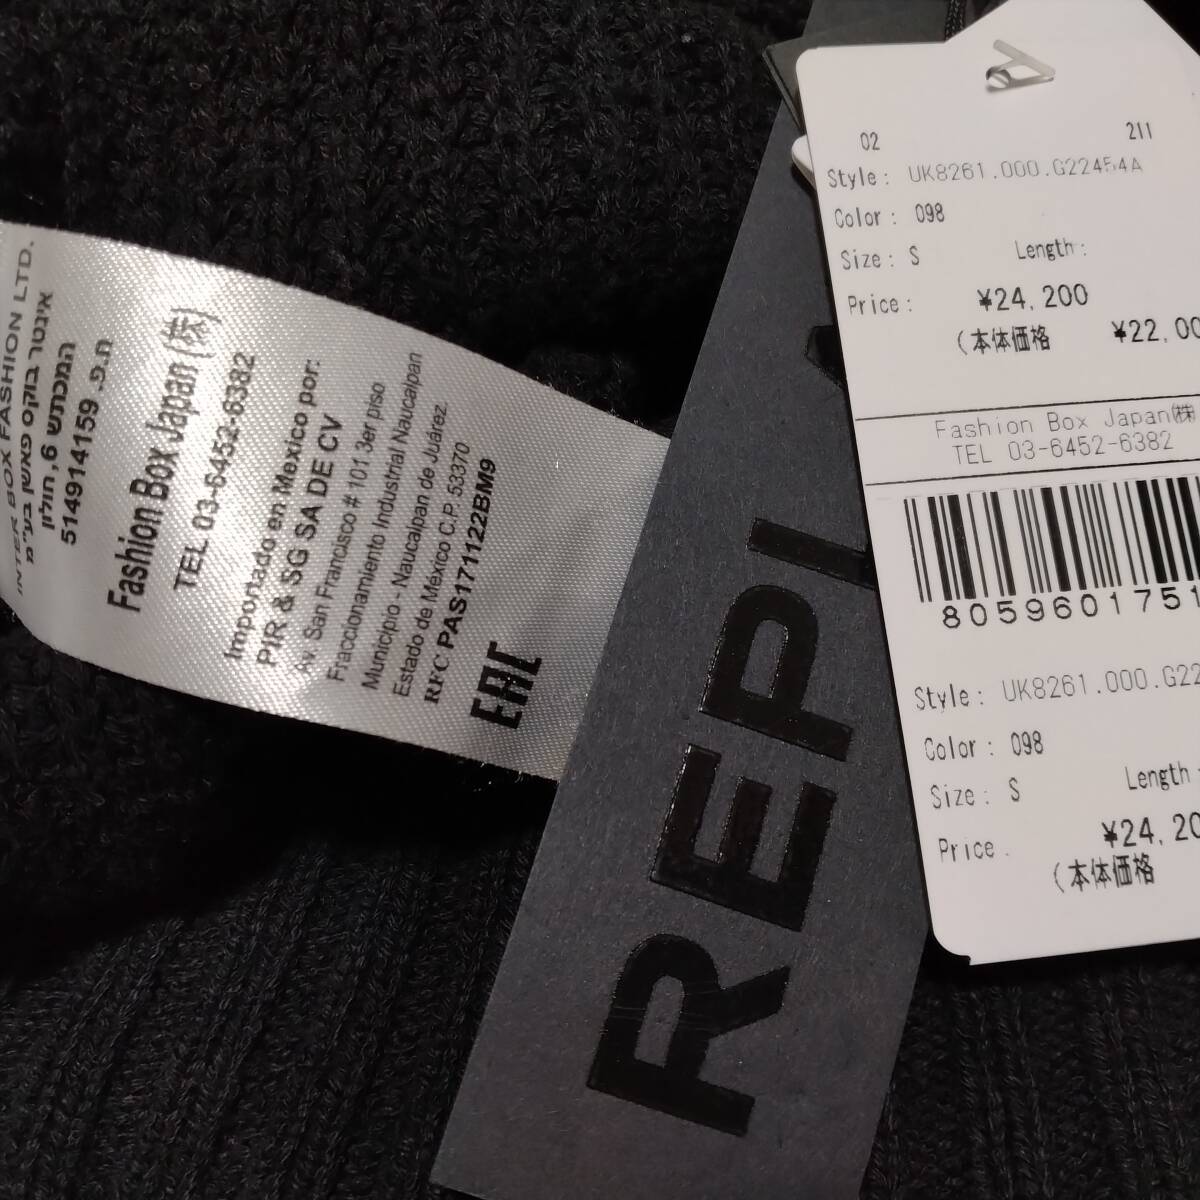 INTER BOX FASHION LTD.
אינטר בוקס פאשן בע"מ
המכתש 6, חולון
ח.פ. 514914159
Fashion Box Japan (株)
TEL 03-6452-6382
Importado en Mexico por:
PIR & SG SA DE CV
Av. San Francisco # 101 3er piso
Fraccionamiento Industrial Naucalpan
Municipio - Naucalpan de Juárez.
Estado de Mexico C.P. 53370
RFC PAS171122BM9
EAC
REPL
02 211
Style: UK8261.000.G22454A
Color: 098
Size: S Length:
Price: ¥24,200
(本体価格 ¥22,00
Fashion Box Japan㈱
TEL 03-6452-6382
8059601751
Style: UK8261.000.G22
Color: 098
Size: S Length:
Price: ¥24,20
(本体価格